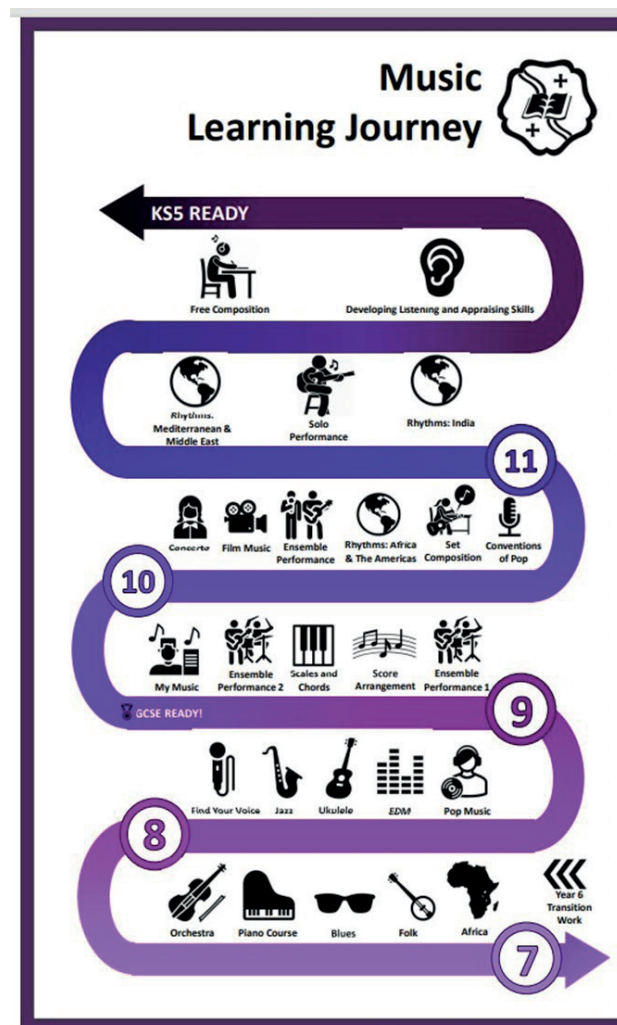 Music
Learning Journey
KS5 READY
Free Composition
Developing Listening and Appraising Skills
Rhythms:
Mediterranean &
Middle East
Solo
Performance
Rhythms: India
11
Concerto
Film Music
Ensemble
Performance
Rhythms: Africa
& The Americas
Set
Composition
Conventions
of Pop
10
My Music
Ensemble
Performance 2
Scales and
Chords
Score
Arrangement
Ensemble
Performance 1
GCSE READY!
9
Find Your Voice
Jazz
Ukulele
EDM
Pop Music
8
Orchestra
Piano Course
Blues
Folk
Africa
Year 6
Transition
Work
7